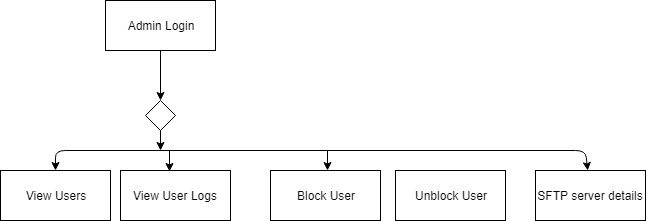 Admin Login
View Users
View User Logs
Block User
Unblock User
SFTP server details